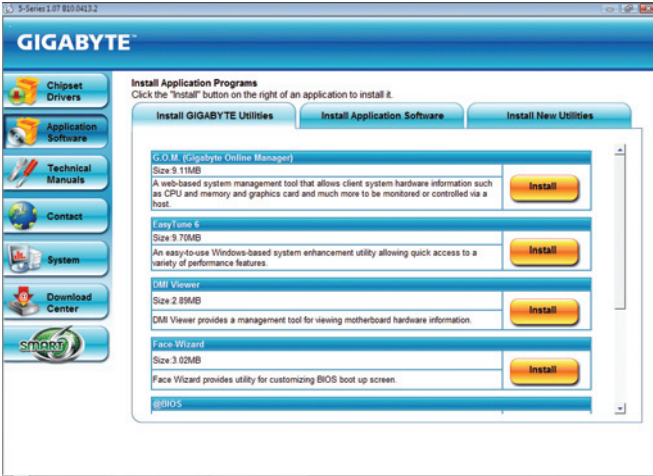 5-Series 1.07 B10.0413.2
GIGABYTE™
Chipset
Drivers
Application
Software
Technical
Manuals
Contact
System
Download
Center
SMART
Install Application Programs
Click the "Install" button on the right of an application to install it.
Install GIGABYTE Utilities
Install Application Software
Install New Utilities
G.O.M. (Gigabyte Online Manager)
Size:9.11MB
A web-based system management tool that allows client system hardware information such
as CPU and memory and graphics card and much more to be monitored or controlled via a
host.
Install
EasyTune 6
Size:9.70MB
An easy-to-use Windows-based system enhancement utility allowing quick access to a
variety of performance features.
Install
DMI Viewer
Size:2.89MB
DMI Viewer provides a management tool for viewing motherboard hardware information.
Install
Face-Wizard
Size:3.02MB
Face Wizard provides utility for customizing BIOS boot up screen.
Install
@BIOS